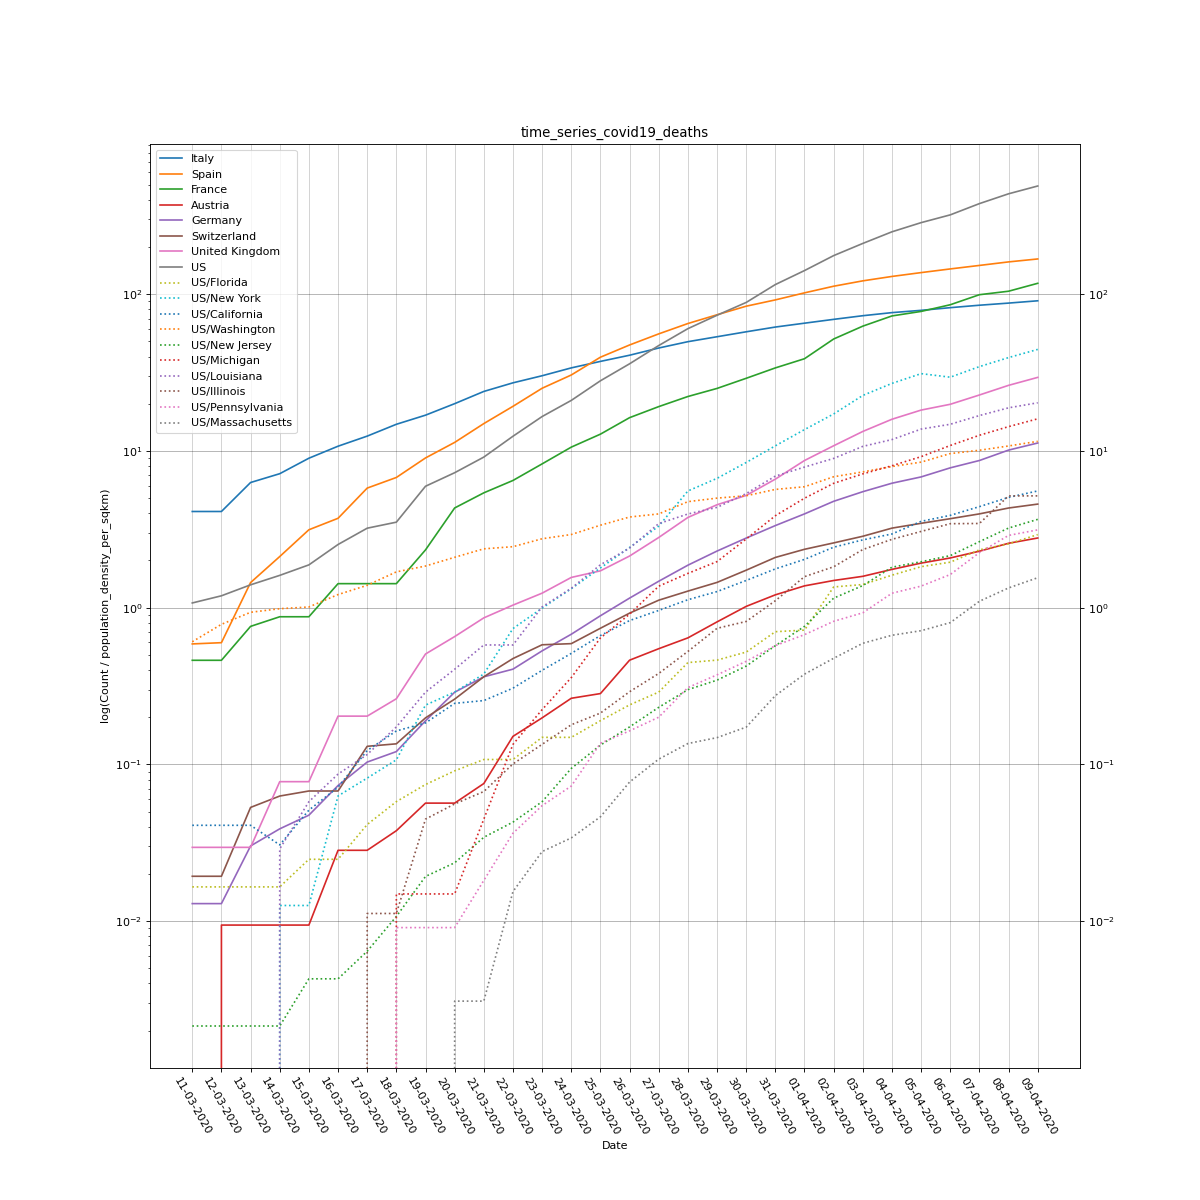 time_series_covid19_deaths
Italy
Spain
France
Austria
Germany
Switzerland
United Kingdom
US
US/Florida
US/New York
US/California
US/Washington
US/New Jersey
US/Michigan
US/Louisiana
US/Illinois
US/Pennsylvania
US/Massachusetts
log(Count / population_density_per_sqkm)
10²
10¹
10⁰
10⁻¹
10⁻²
10²
10¹
10⁰
10⁻¹
10⁻²
11-03-2020
12-03-2020
13-03-2020
14-03-2020
15-03-2020
16-03-2020
17-03-2020
18-03-2020
19-03-2020
20-03-2020
21-03-2020
22-03-2020
23-03-2020
24-03-2020
25-03-2020
26-03-2020
27-03-2020
28-03-2020
29-03-2020
30-03-2020
31-03-2020
01-04-2020
02-04-2020
03-04-2020
04-04-2020
05-04-2020
06-04-2020
07-04-2020
08-04-2020
09-04-2020
Date